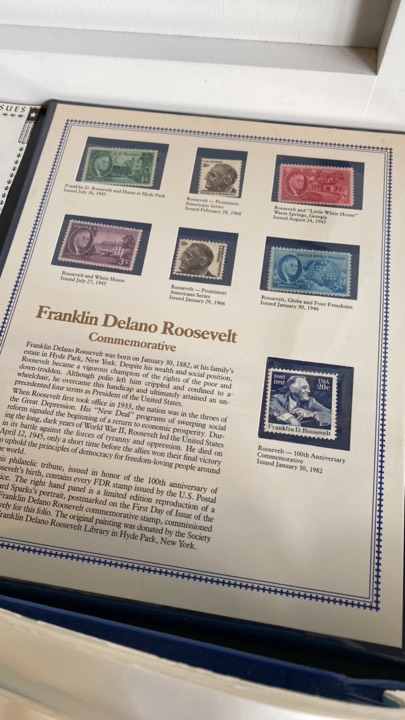 SUES
Franklin D. Roosevelt and Home at Hyde Park
Issued July 26, 1945
Roosevelt — Prominent
Americans Series
Issued February 28, 1968
Roosevelt and "Little White House"
Warm Springs, Georgia
Issued August 24, 1945
Roosevelt and White House
Issued July 27, 1945
Roosevelt — Prominent
Americans Series
Issued January 29, 1966
Roosevelt, Globe and Four Freedoms
Issued January 30, 1946
Franklin Delano Roosevelt
Commemorative
Franklin Delano Roosevelt was born on January 30, 1882, at his family's
estate in Hyde Park, New York. Despite his wealth and social position,
Roosevelt became a vigorous champion of the rights of the poor and
down-trodden. Although polio left him crippled and confined to a
wheelchair, he overcame this handicap and ultimately attained an un-
precedented four terms as President of the United States.
When Roosevelt first took office in 1933, the nation was in the throes of
the Great Depression. His "New Deal" programs of sweeping social
reform signaled the beginning of a return to economic prosperity. Dur-
ing the long, dark years of World War II, Roosevelt led the United States
in its battle against the forces of tyranny and oppression. He died on
April 12, 1945, only a short time before the allies won their final victory
o uphold the principles of democracy for freedom-loving people around
e world.
is philatelic tribute, issued in honor of the 100th anniversary of
osevelt's birth, contains every FDR stamp issued by the U.S. Postal
ice. The right hand panel is a limited edition reproduction of a
ard Sparks's portrait, postmarked on the First Day of Issue of the
Franklin Delano Roosevelt commemorative stamp, commissioned
vely for this folio. The original painting was donated by the Society
ranklin Delano Roosevelt Library in Hyde Park, New York.
1882
1982
USA
20c
Franklin D. Roosevelt
Roosevelt — 100th Anniversary
Commemorative
Issued January 30, 1982